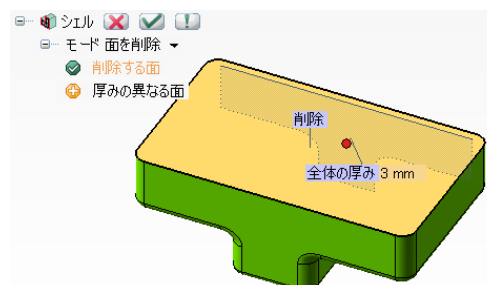 シェル
モード 面を削除
削除する面
厚みの異なる面
削除
全体の厚み 3 mm